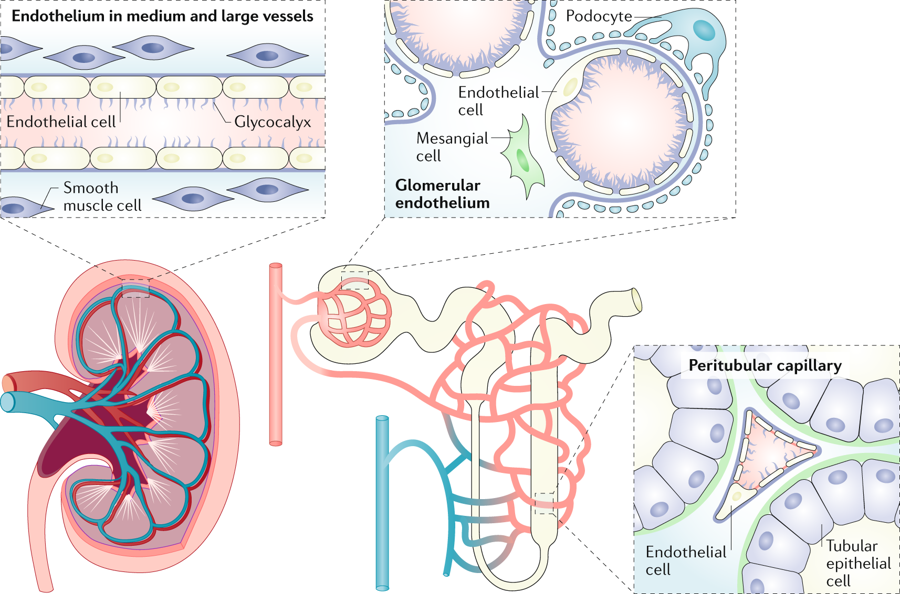 Endothelium in medium and large vessels
Endothelial cell
Glycocalyx
Smooth
muscle cell
Podocyte
Endothelial
cell
Mesangial
cell
Glomerular
endothelium
Peritubular capillary
Endothelial
cell
Tubular
epithelial
cell